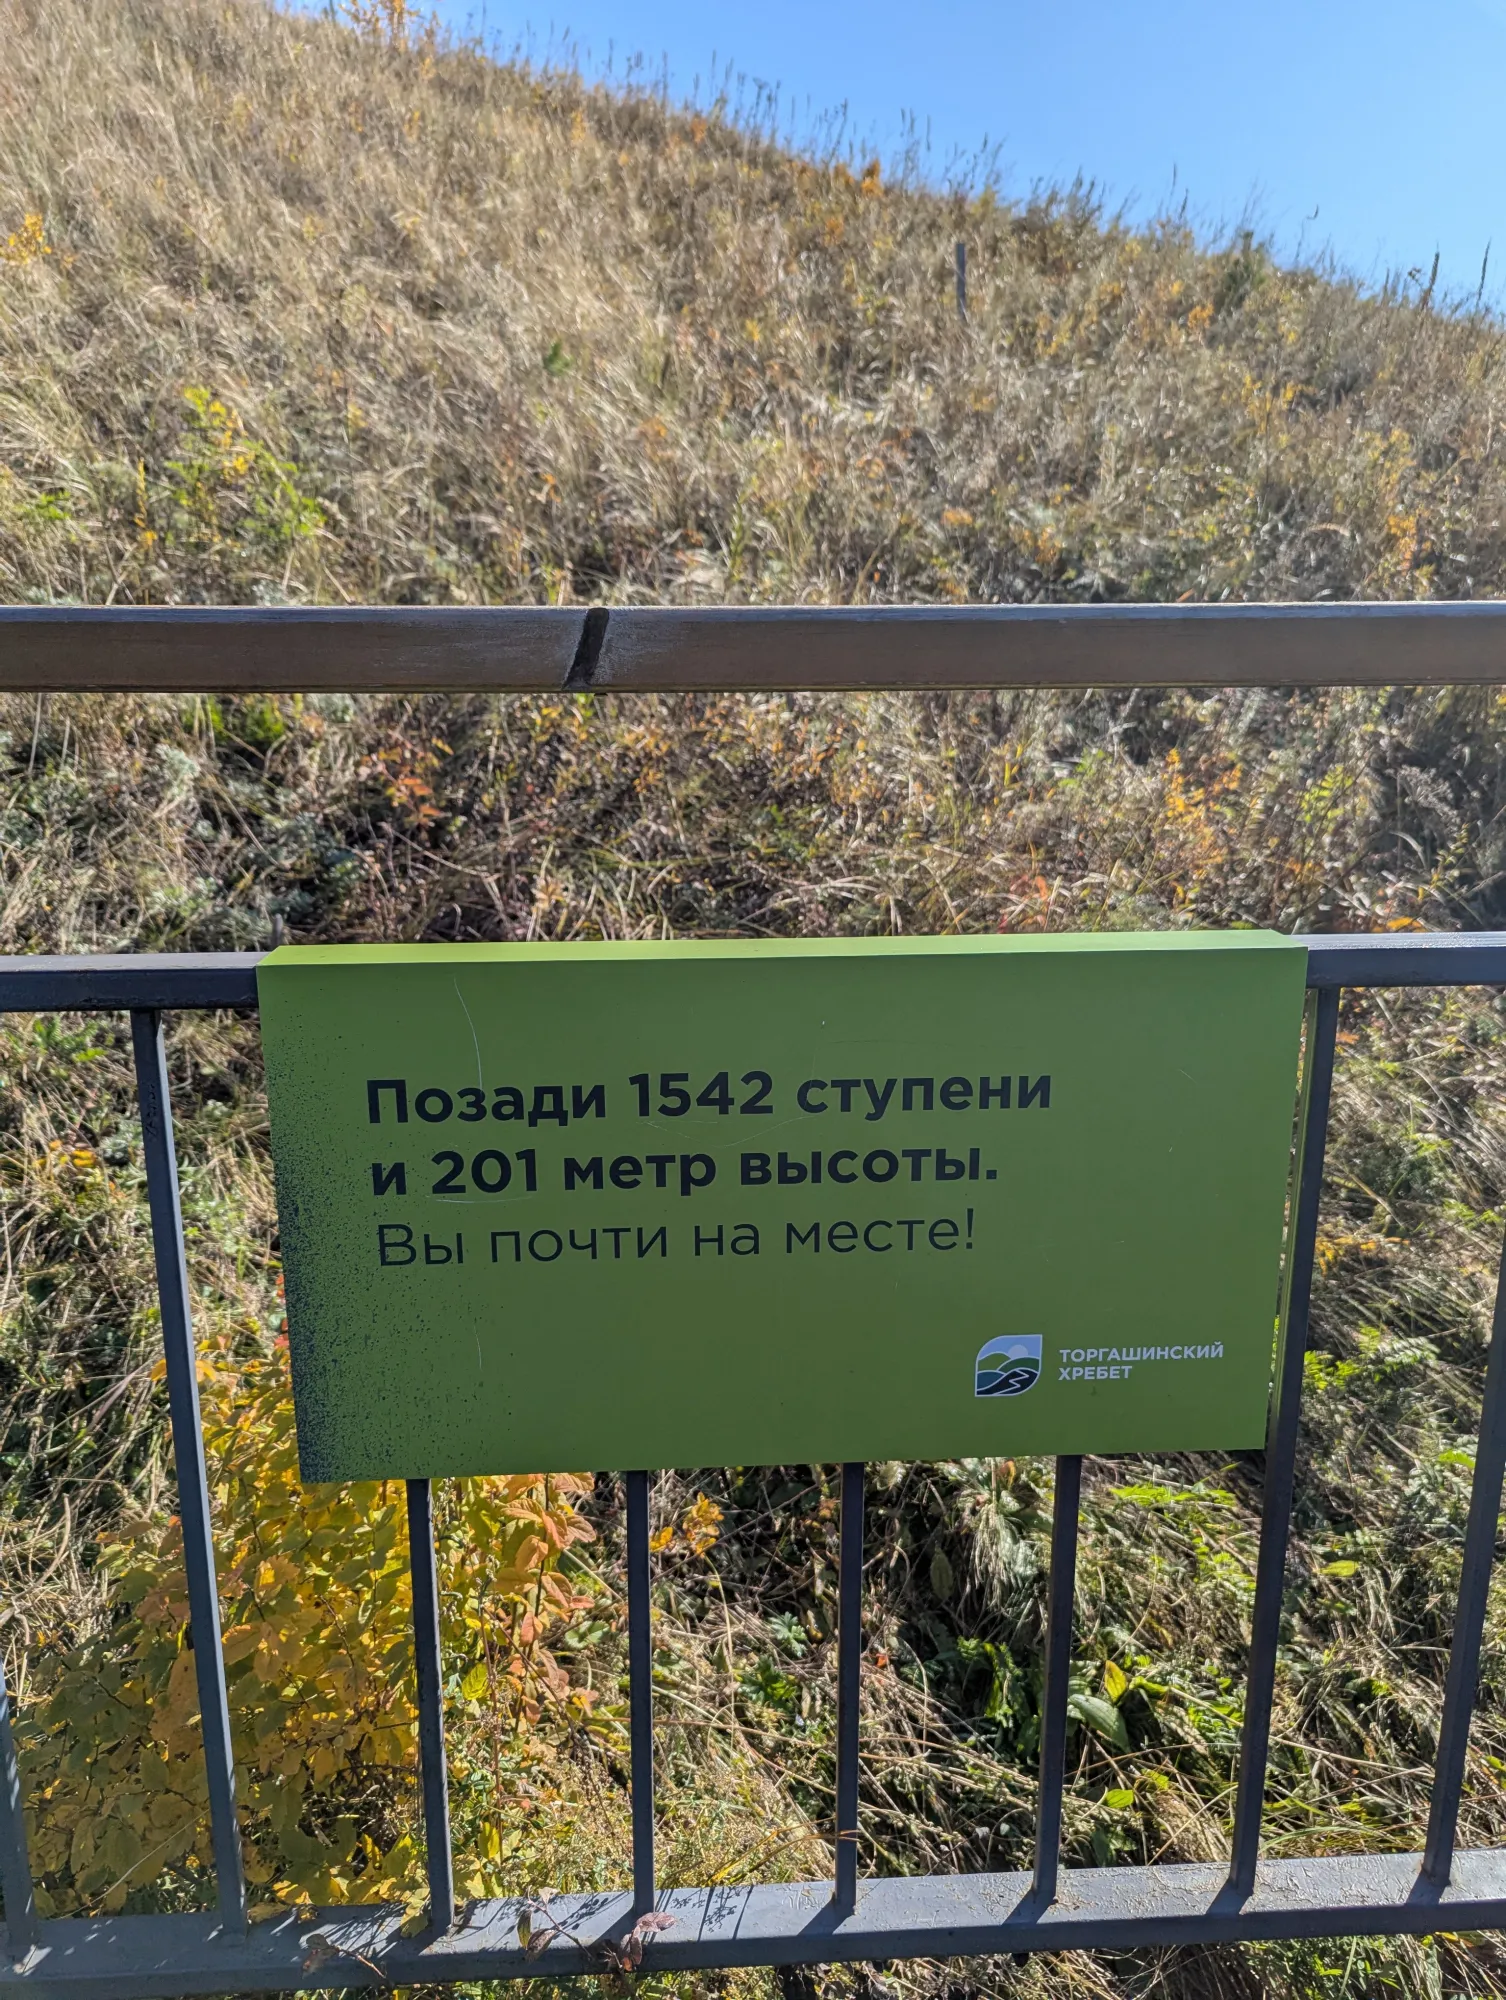 Позади 1542 ступени
и 201 метр высоты.
Вы почти на месте!
ТОРГАШИНСКИЙ
ХРЕБЕТ